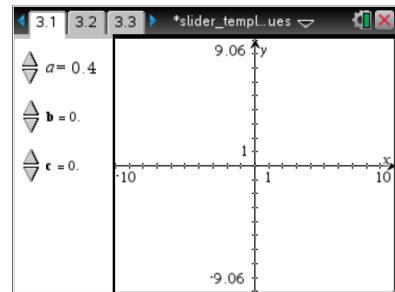 3.1 3.2 3.3 *slider_templ...ues
a= 0.4
b = 0.
c = 0.
9.06 y
1
x
-10 1 10
-9.06